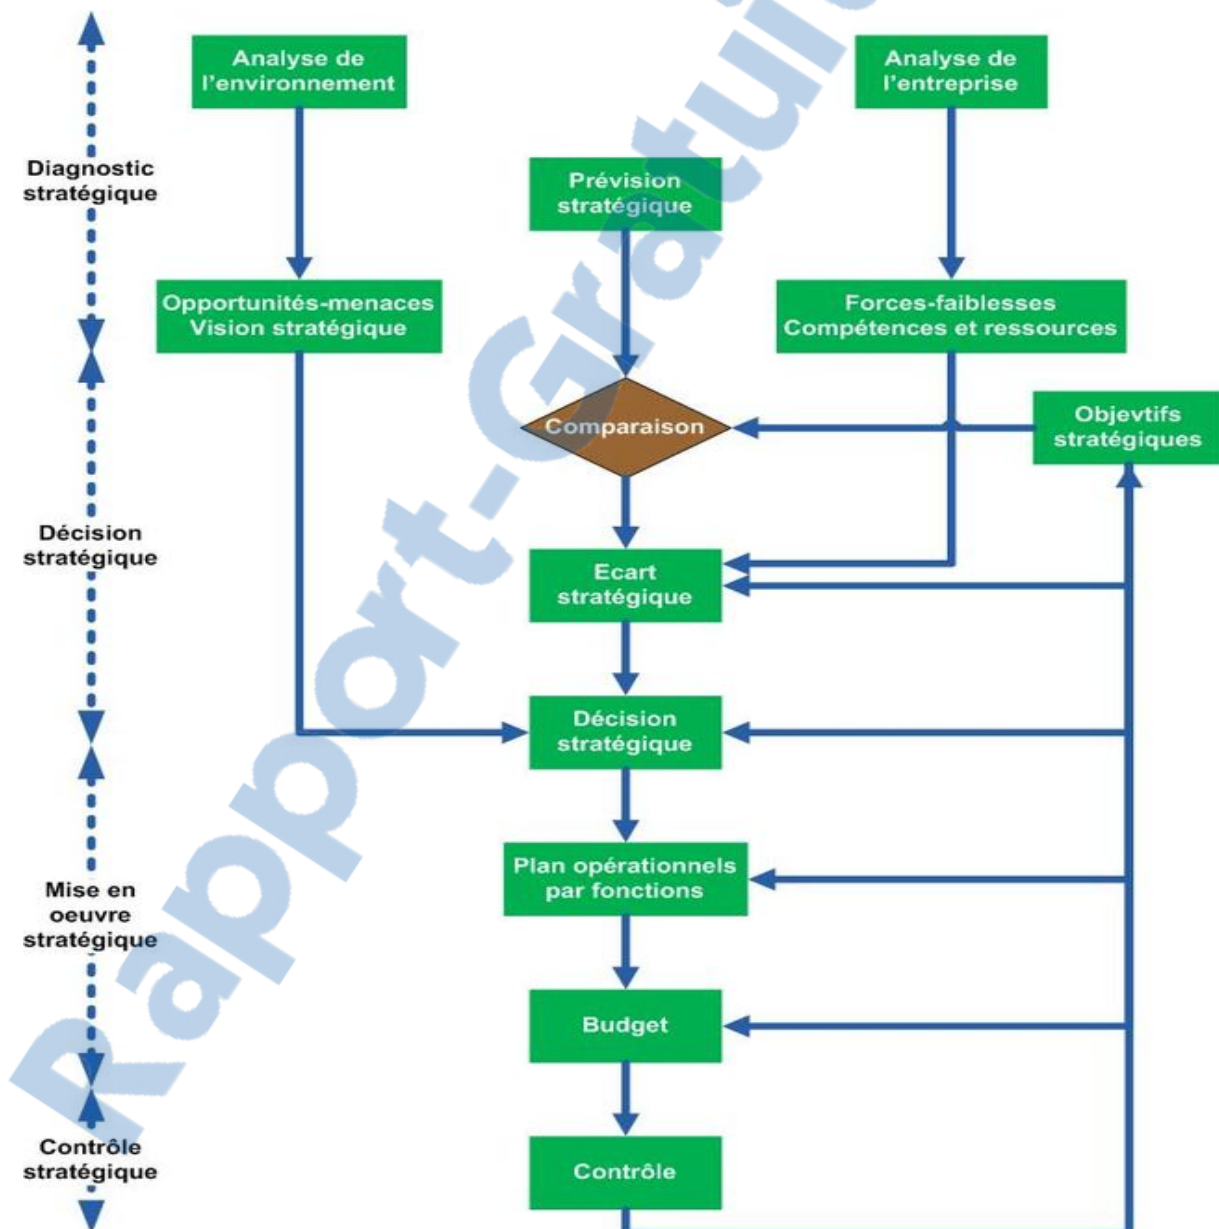 Analyse de
l'environnement
Analyse de
l'entreprise
Diagnostic
stratégique
Prévision
stratégique
Opportunités-menaces
Vision stratégique
Forces-faiblesses
Compétences et ressources
Comparaison
Objevtifs
stratégiques
Décision
stratégique
Ecart
stratégique
Décision
stratégique
Plan opérationnels
par fonctions
Mise en
oeuvre
stratégique
Budget
Contrôle
stratégique
Contrôle
Rapport-Gratuit